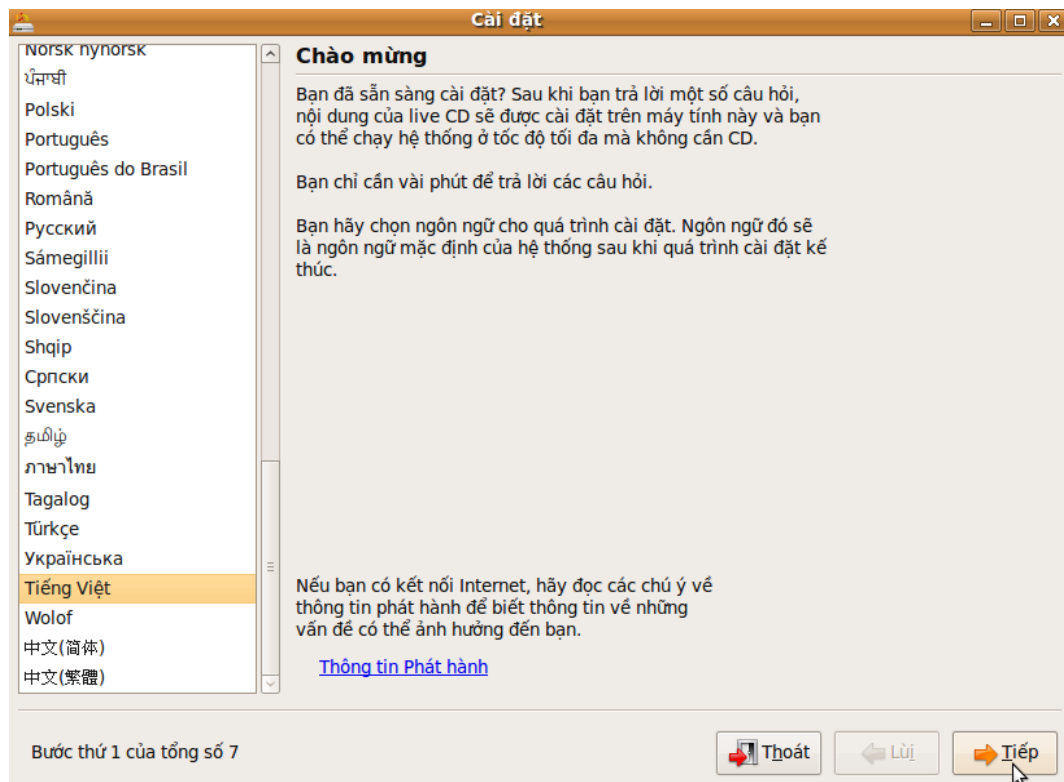 Cài đặt
Norsk nynorsk
ਪੰਜਾਬੀ
Polski
Português
Português do Brasil
Română
Русский
Sámegillii
Slovenčina
Slovenščina
Shqip
Српски
Svenska
தமிழ்
ภาษาไทย
Tagalog
Türkçe
Українська
Tiếng Việt
Wolof
中文(简体)
中文(繁體)
Chào mừng
Bạn đã sẵn sàng cài đặt? Sau khi bạn trả lời một số câu hỏi,
nội dung của live CD sẽ được cài đặt trên máy tính này và bạn
có thể chạy hệ thống ở tốc độ tối đa mà không cần CD.
Bạn chỉ cần vài phút để trả lời các câu hỏi.
Bạn hãy chọn ngôn ngữ cho quá trình cài đặt. Ngôn ngữ đó sẽ
là ngôn ngữ mặc định của hệ thống sau khi quá trình cài đặt kế
thúc.
Nếu bạn có kết nối Internet, hãy đọc các chú ý về
thông tin phát hành để biết thông tin về những
vấn đề có thể ảnh hưởng đến bạn.
Thông tin Phát hành
Bước thứ 1 của tổng số 7
Thoát
Lùi
Tiếp